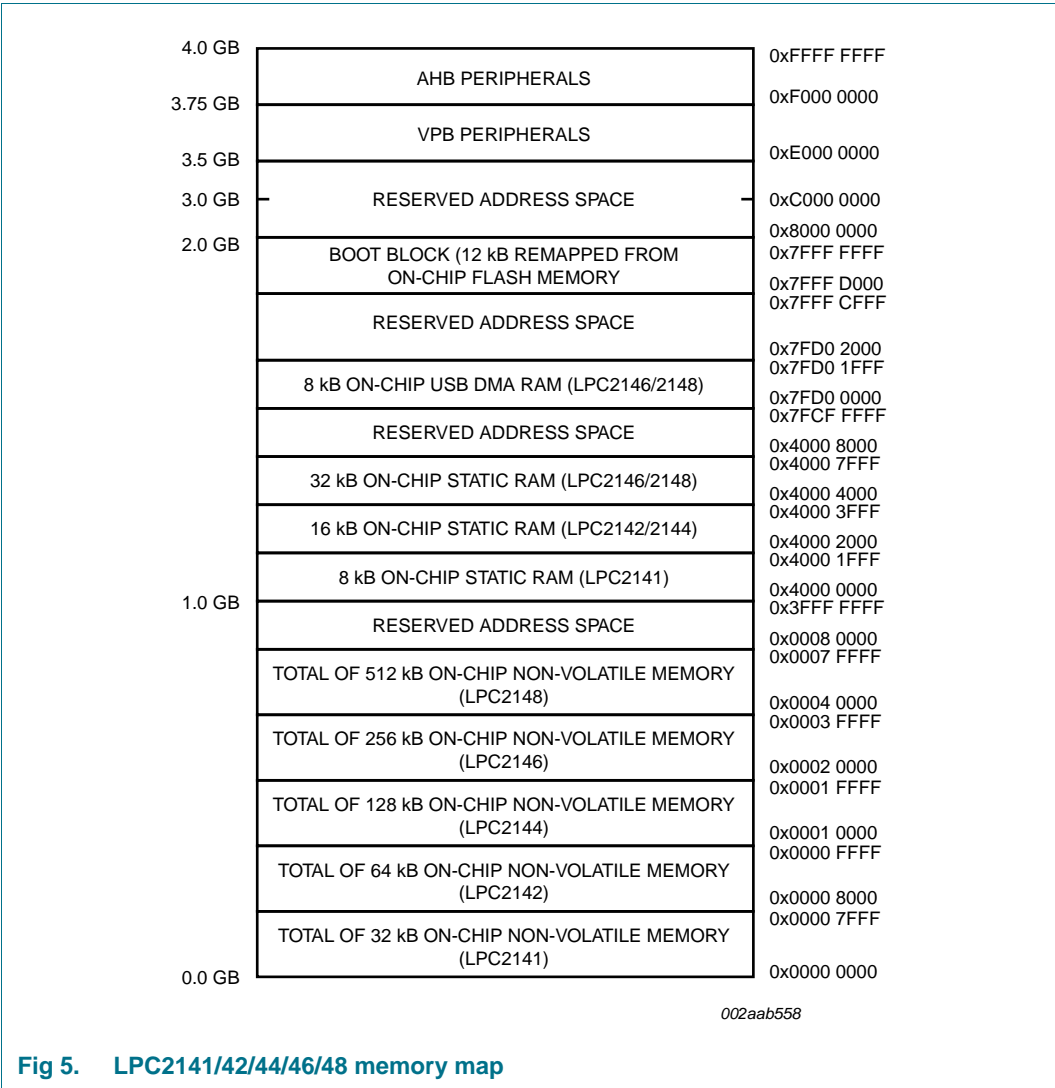 4.0 GB
0xFFFF FFFF
AHB PERIPHERALS
3.75 GB
0xF000 0000
VPB PERIPHERALS
3.5 GB
0xE000 0000
3.0 GB
RESERVED ADDRESS SPACE
0xC000 0000
0x8000 0000
2.0 GB
BOOT BLOCK (12 kB REMAPPED FROM
ON-CHIP FLASH MEMORY
0x7FFF FFFF
0x7FFF D000
0x7FFF CFFF
RESERVED ADDRESS SPACE
0x7FD0 2000
0x7FD0 1FFF
8 kB ON-CHIP USB DMA RAM (LPC2146/2148)
0x7FD0 0000
0x7FCF FFFF
RESERVED ADDRESS SPACE
0x4000 8000
0x4000 7FFF
32 kB ON-CHIP STATIC RAM (LPC2146/2148)
0x4000 4000
0x4000 3FFF
16 kB ON-CHIP STATIC RAM (LPC2142/2144)
0x4000 2000
0x4000 1FFF
8 kB ON-CHIP STATIC RAM (LPC2141)
0x4000 0000
1.0 GB
0x3FFF FFFF
RESERVED ADDRESS SPACE
0x0008 0000
0x0007 FFFF
TOTAL OF 512 kB ON-CHIP NON-VOLATILE MEMORY
(LPC2148)
0x0004 0000
0x0003 FFFF
TOTAL OF 256 kB ON-CHIP NON-VOLATILE MEMORY
(LPC2146)
0x0002 0000
0x0001 FFFF
TOTAL OF 128 kB ON-CHIP NON-VOLATILE MEMORY
(LPC2144)
0x0001 0000
0x0000 FFFF
TOTAL OF 64 kB ON-CHIP NON-VOLATILE MEMORY
(LPC2142)
0x0000 8000
0x0000 7FFF
TOTAL OF 32 kB ON-CHIP NON-VOLATILE MEMORY
(LPC2141)
0.0 GB
0x0000 0000
002aab558
Fig 5. LPC2141/42/44/46/48 memory map